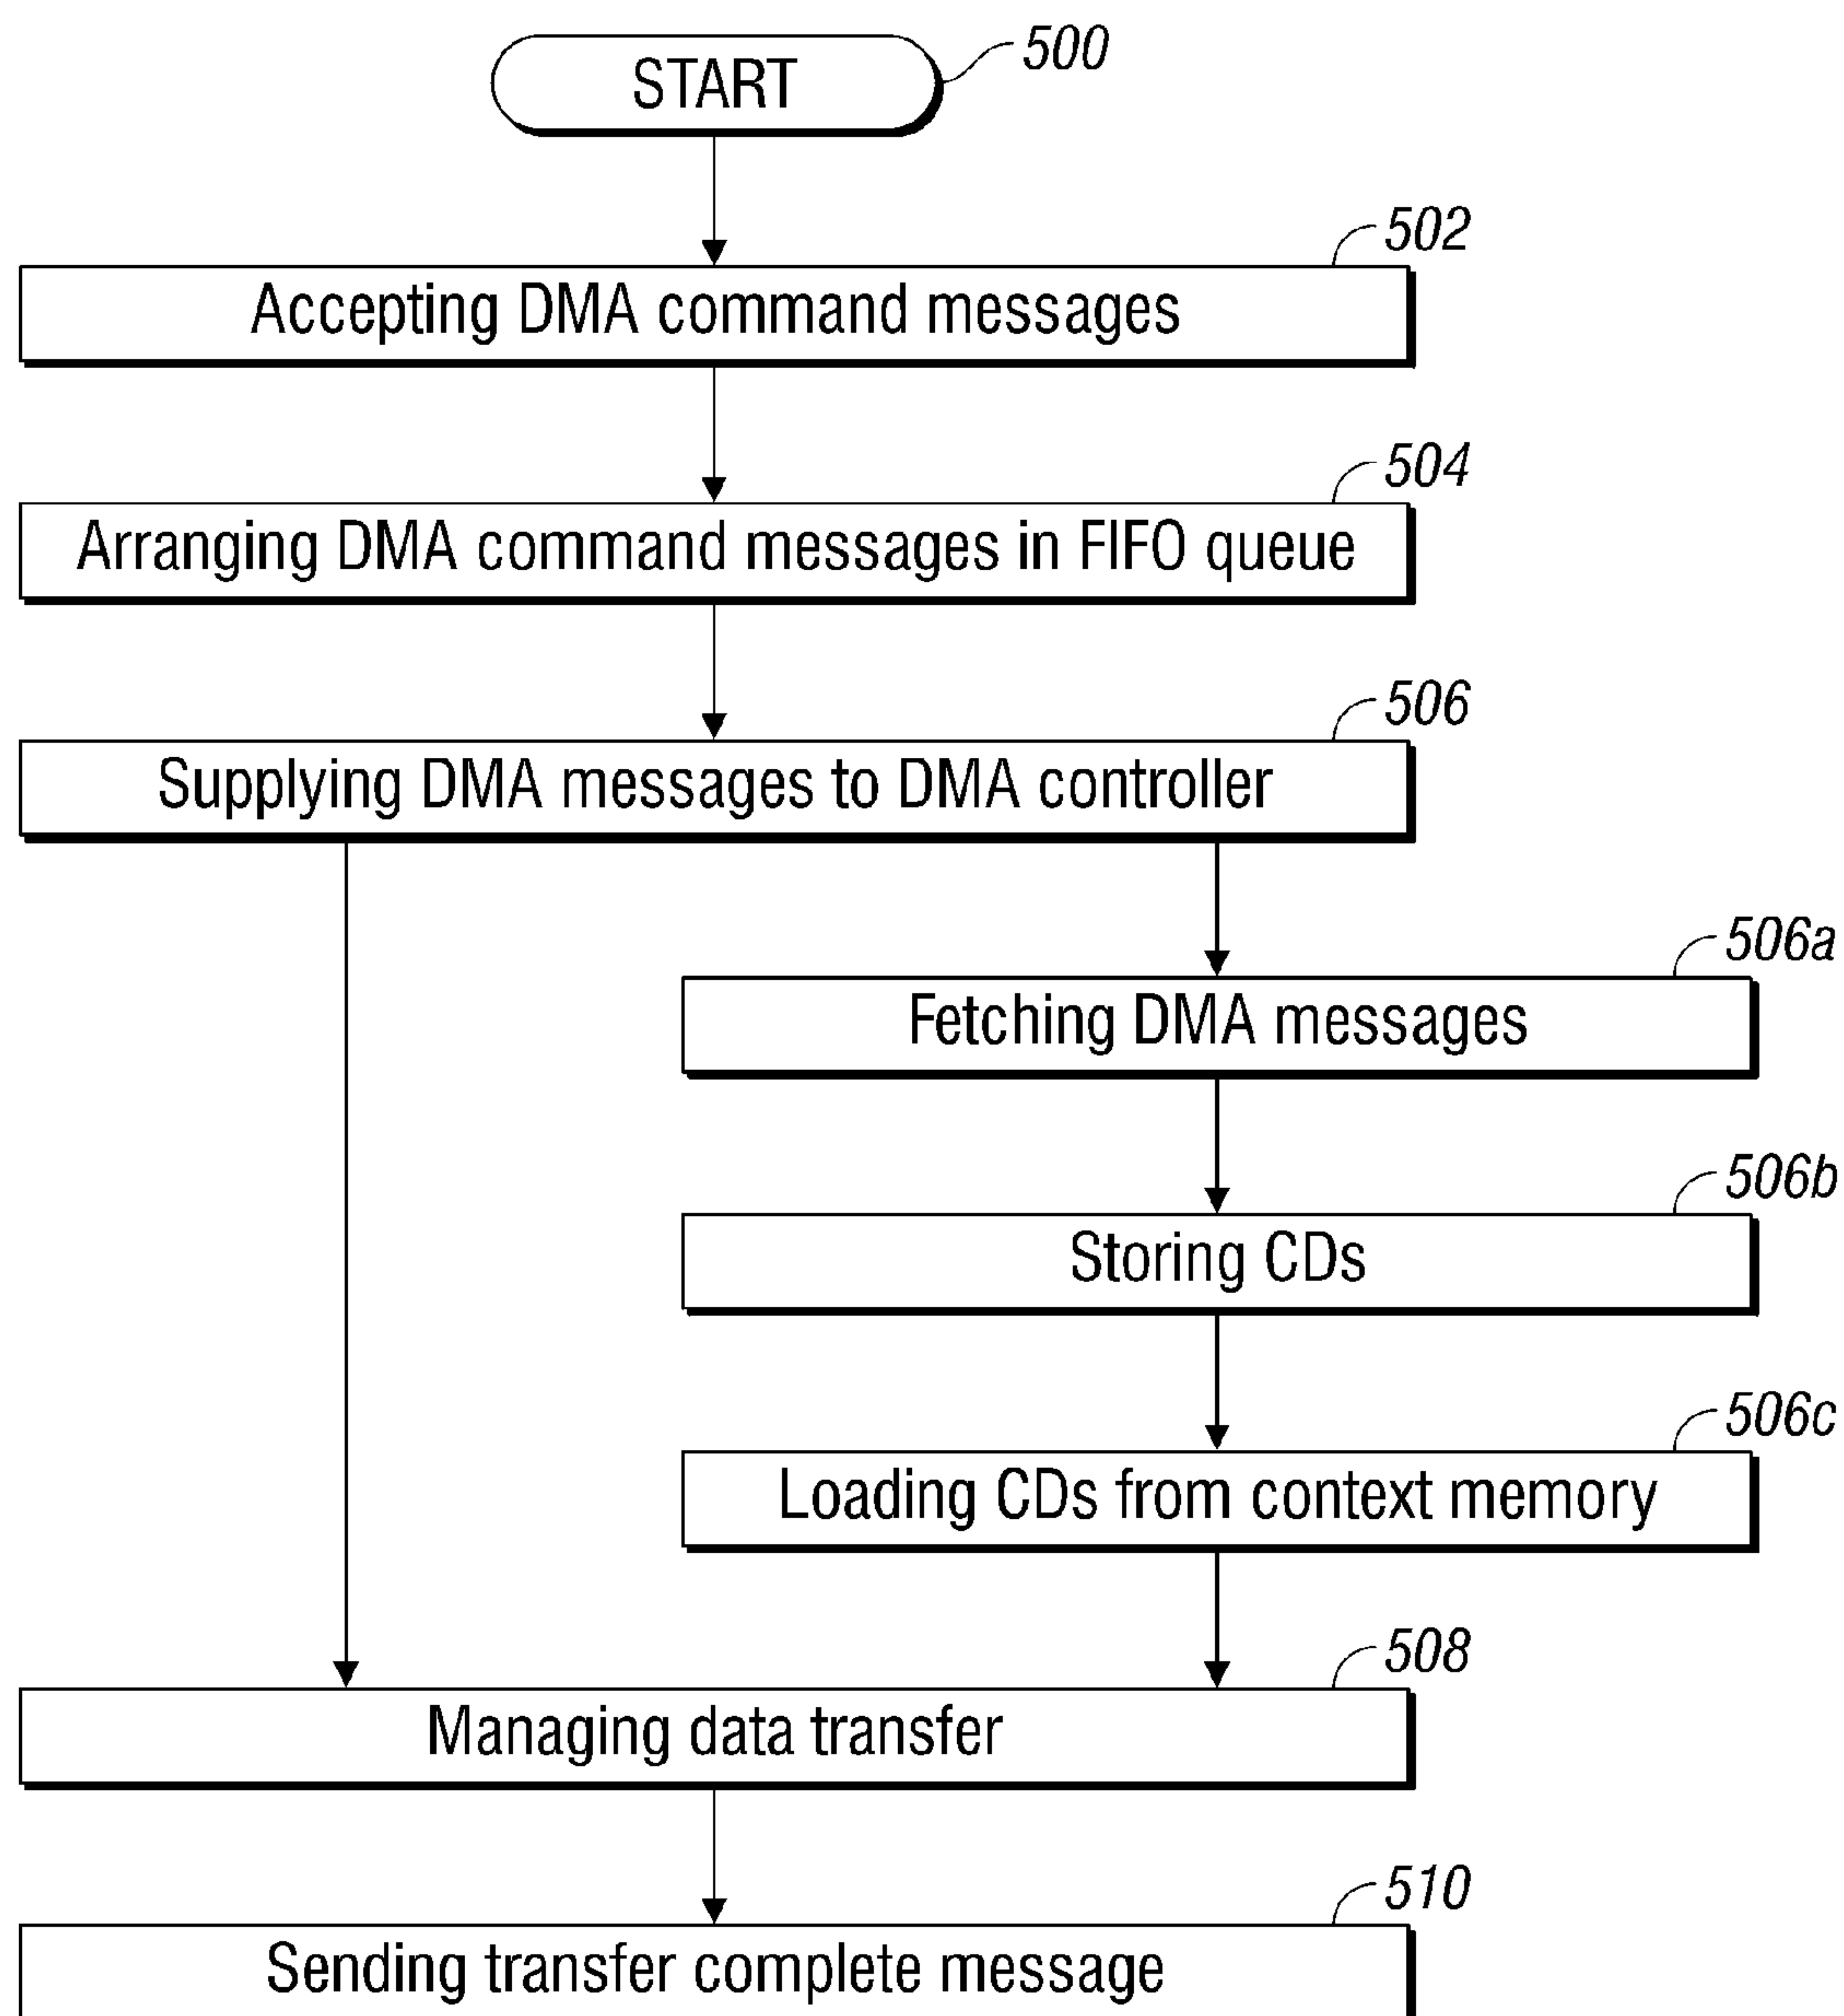 START
500
502
Accepting DMA command messages
504
Arranging DMA command messages in FIFO queue
506
Supplying DMA messages to DMA controller
506a
Fetching DMA messages
506b
Storing CDs
506c
Loading CDs from context memory
508
Managing data transfer
510
Sending transfer complete message